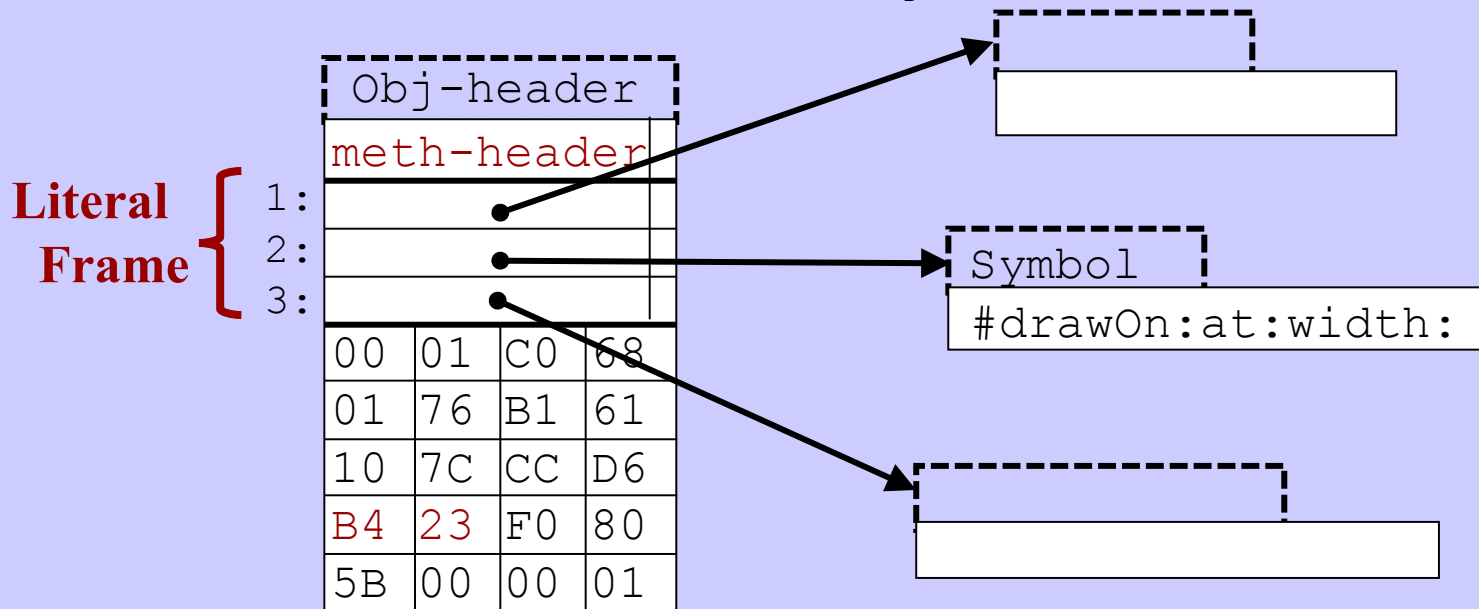 Obj-header
meth-header
Literal
Frame
1:
2:
3:
Symbol
#drawOn:at:width:
00 01 C0 68
01 76 B1 61
10 7C CC D6
B4 23 F0 80
5B 00 00 01